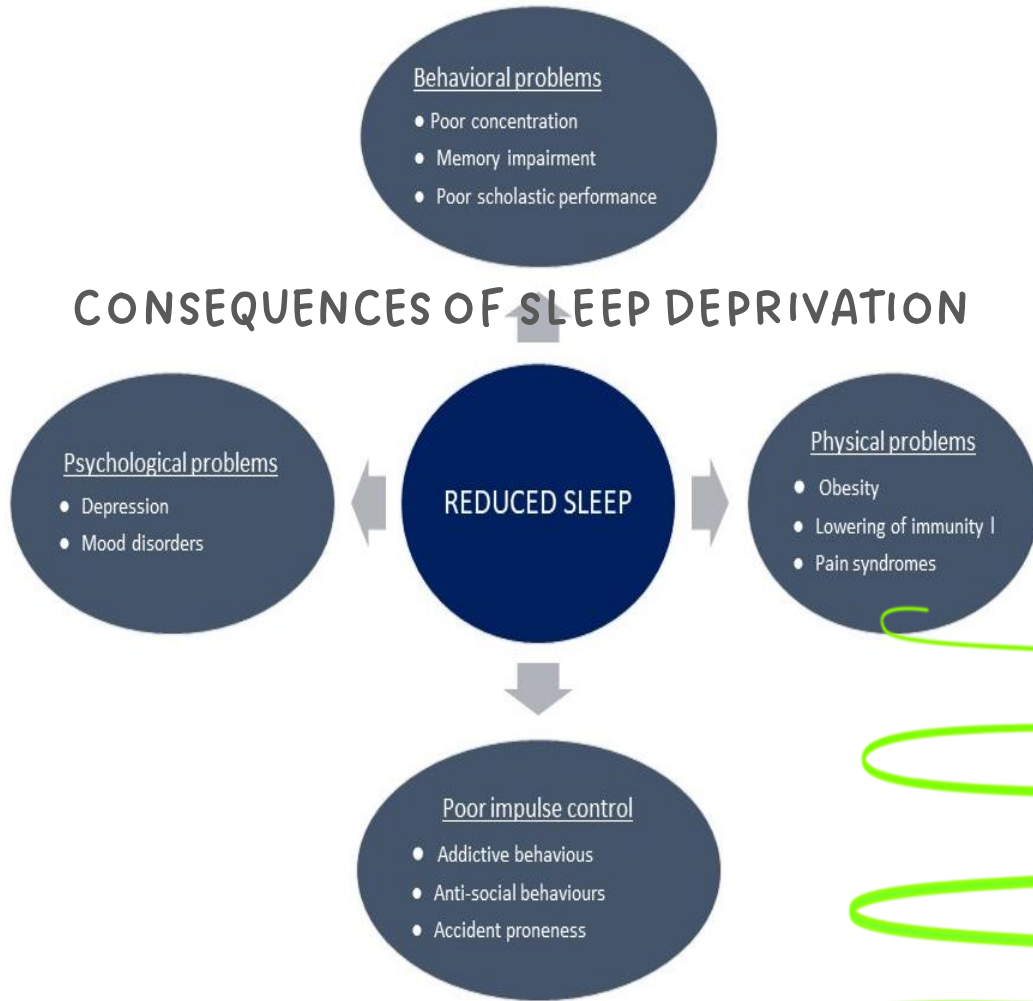 Behavioral problems
● Poor concentration
● Memory impairment
● Poor scholastic performance
CONSEQUENCES OF SLEEP DEPRIVATION
Psychological problems
● Depression
● Mood disorders
REDUCED SLEEP
Physical problems
● Obesity
● Lowering of immunity l
● Pain syndromes
Poor impulse control
● Addictive behavious
● Anti-social behaviours
● Accident proneness